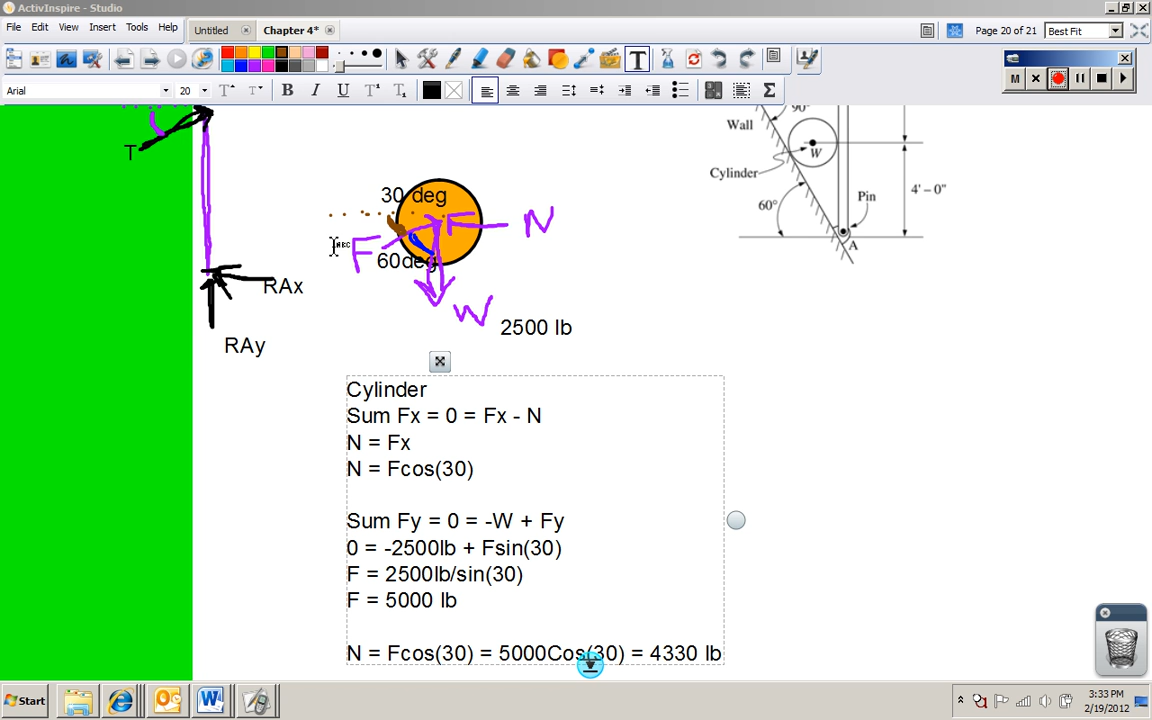 ActivInspire - Studio
File Edit View Insert Tools Help
Untitled
Chapter 4*
Page 20 of 21
Best Fit
Arial
20
B I U T T
M
90°
Wall
W
Cylinder
60°
4' – 0"
Pin
A
T
30 deg
N
ABC
F
60deg
RAx
W
2500 lb
RAy
Cylinder
Sum Fx = 0 = Fx - N
N = Fx
N = Fcos(30)
Sum Fy = 0 = -W + Fy
0 = -2500lb + Fsin(30)
F = 2500lb/sin(30)
F = 5000 lb
N = Fcos(30) = 5000Cos(30) = 4330 lb
Start
3:33 PM
2/19/2012